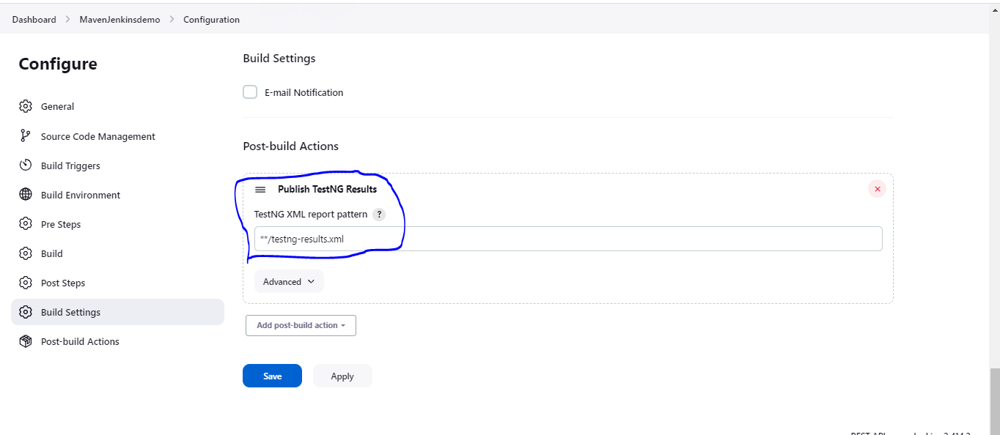 Dashboard > MavenJenkinsdemo > Configuration
Configure
General
Source Code Management
Build Triggers
Build Environment
Pre Steps
Build
Post Steps
Build Settings
Post-build Actions
Build Settings
E-mail Notification
Post-build Actions
Publish TestNG Results
TestNG XML report pattern ?
**/testng-results.xml
Advanced
Add post-build action
Save Apply